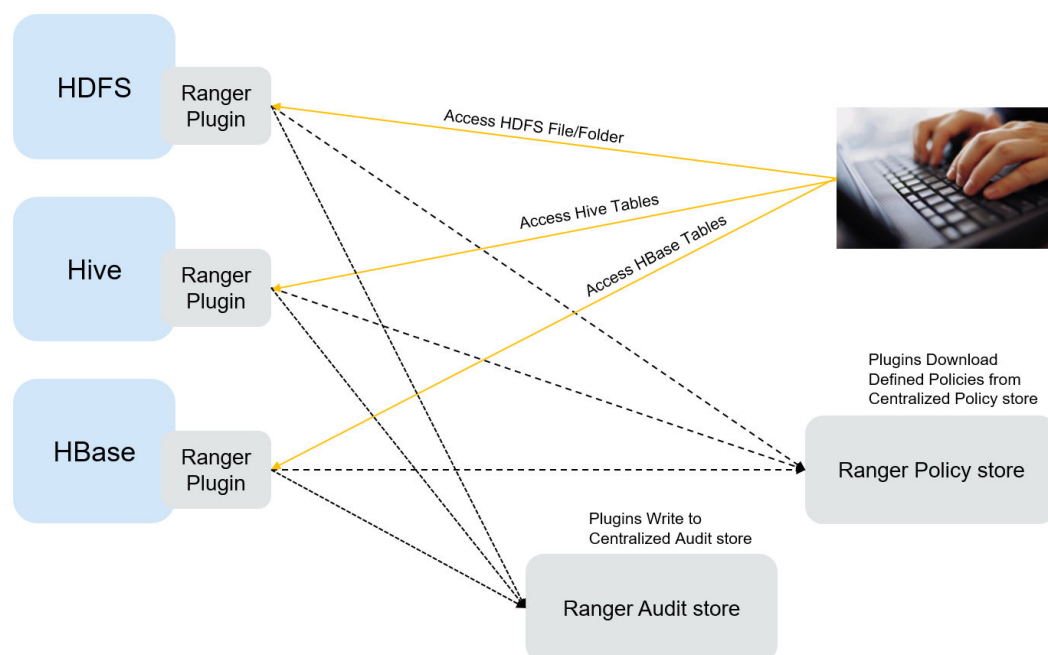 HDFS
Ranger
Plugin
Access HDFS File/Folder
Hive
Ranger
Plugin
Access Hive Tables
Access HBase Tables
HBase
Ranger
Plugin
Plugins Download
Defined Policies from
Centralized Policy store
Ranger Policy store
Plugins Write to
Centralized Audit store
Ranger Audit store